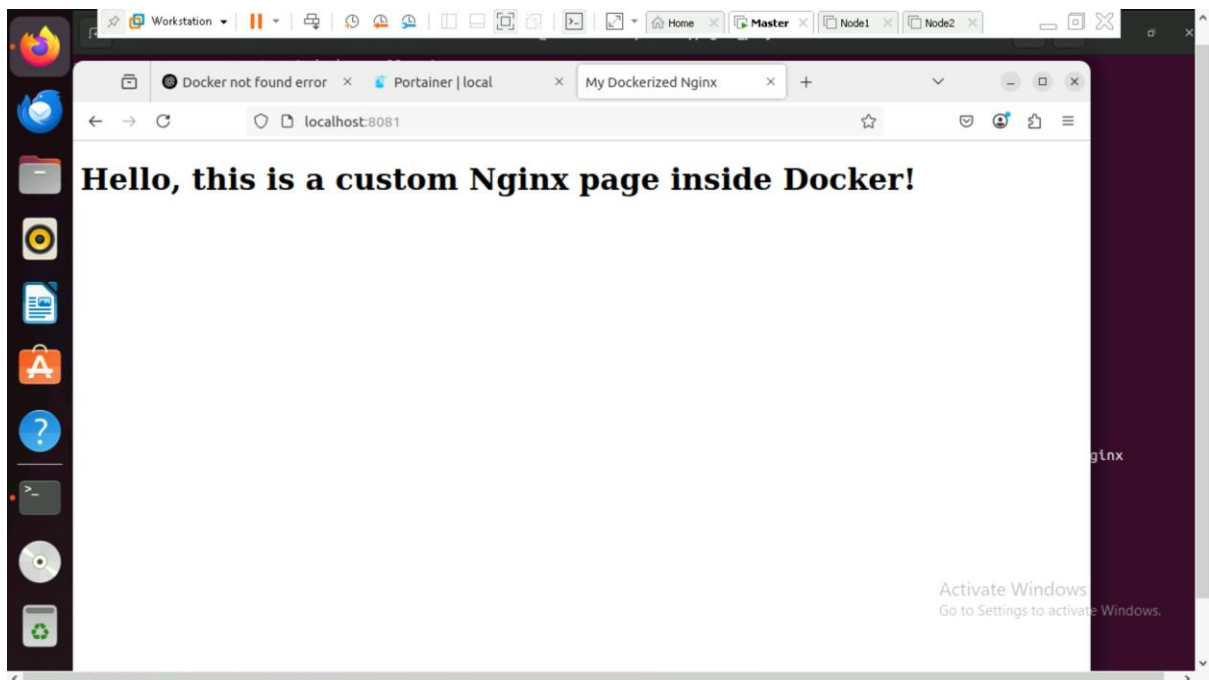 Workstation
Home
Master
Node1
Node2
Docker not found error
Portainer | local
My Dockerized Nginx
localhost:8081
Hello, this is a custom Nginx page inside Docker!
ginx
Activate Windows
Go to Settings to activate Windows.